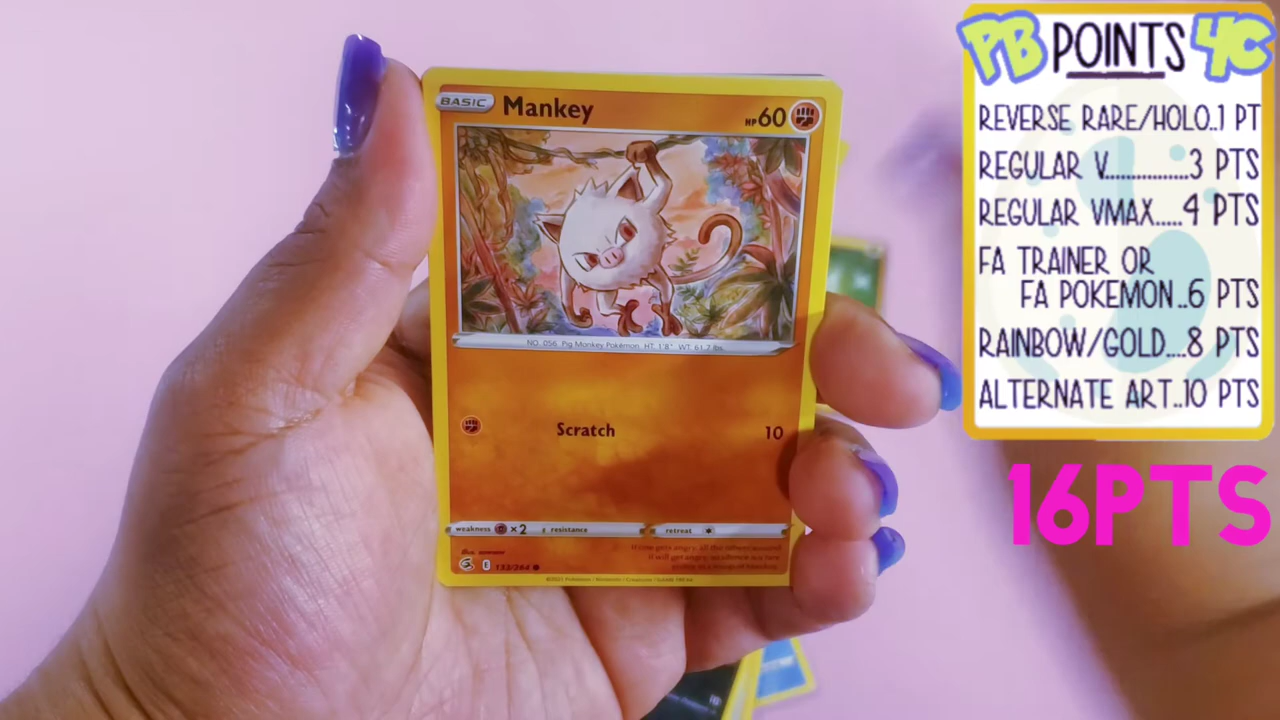 BASIC Mankey HP60
NO. 056 Pig Monkey Pokémon HT. 1'8" WT. 61.7 lbs.
Scratch 10
weakness ×2 resistance retreat
E 133/264
PB POINTS 4C
REVERSE RARE/HOLO..1 PT
REGULAR V...............3 PTS
REGULAR VMAX.....4 PTS
FA TRAINER OR
FA POKEMON..6 PTS
RAINBOW/GOLD....8 PTS
ALTERNATE ART..10 PTS
16PTS